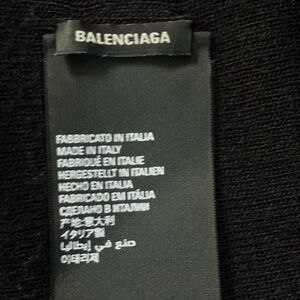 BALENCIAGA
FABBRICATO IN ITALIA
MADE IN ITALY
FABRIQUÉ EN ITALIE
HERGESTELLT IN ITALIEN
HECHO EN ITALIA
FABRICADO EM ITÁLIA
СДЕЛАНО В ИТАЛИИ
产地:意大利
イタリア製
صنع في إيطاليا
이태리제